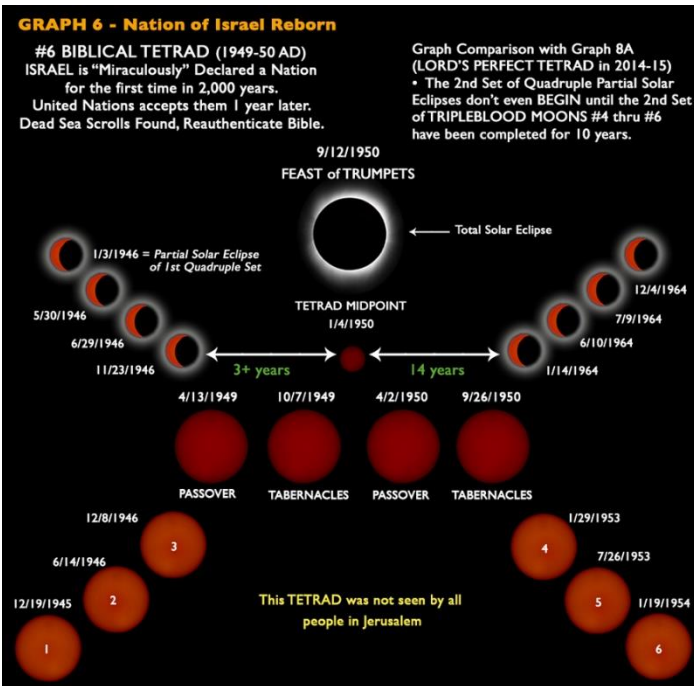 GRAPH 6 - Nation of Israel Reborn
#6 BIBLICAL TETRAD (1949-50 AD)
ISRAEL is “Miraculously” Declared a Nation
for the first time in 2,000 years.
United Nations accepts them 1 year later.
Dead Sea Scrolls Found, Reauthenticate Bible.
Graph Comparison with Graph 8A
(LORD'S PERFECT TETRAD in 2014-15)
• The 2nd Set of Quadruple Partial Solar
Eclipses don't even BEGIN until the 2nd Set
of TRIPLEBLOOD MOONS #4 thru #6
have been completed for 10 years.
9/12/1950
FEAST of TRUMPETS
Total Solar Eclipse
1/3/1946 = Partial Solar Eclipse
of 1st Quadruple Set
5/30/1946
6/29/1946
11/23/1946
TETRAD MIDPOINT
1/4/1950
12/4/1964
7/9/1964
6/10/1964
1/14/1964
3+ years
14 years
4/13/1949
10/7/1949
4/2/1950
9/26/1950
PASSOVER
TABERNACLES
PASSOVER
TABERNACLES
12/8/1946
3
6/14/1946
2
12/19/1945
1
1/29/1953
4
7/26/1953
5
1/19/1954
6
This TETRAD was not seen by all
people in Jerusalem